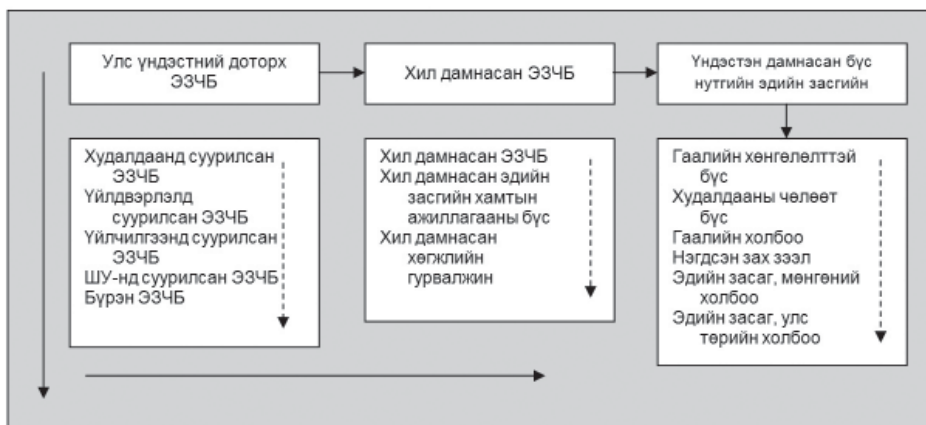 Улс үндэстний доторх
ЭЗЧБ
Хил дамнасан ЭЗЧБ
Үндэстэн дамнасан бүс
нутгийн эдийн засгийн
Худалдаанд суурилсан
ЭЗЧБ
Үйлдвэрлэлд
суурилсан ЭЗЧБ
Үйлчилгээнд суурилсан
ЭЗЧБ
ШУ-нд суурилсан ЭЗЧБ
Бүрэн ЭЗЧБ
Хил дамнасан ЭЗЧБ
Хил дамнасан эдийн
засгийн хамтын
ажиллагааны бүс
Хил дамнасан
хөгжлийн
гурвалжин
Гаалийн хөнгөлөлттэй
бүс
Худалдааны чөлөөт
бүс
Гаалийн холбоо
Нэгдсэн зах зээл
Эдийн засаг, мөнгөний
холбоо
Эдийн засаг, улс
төрийн холбоо